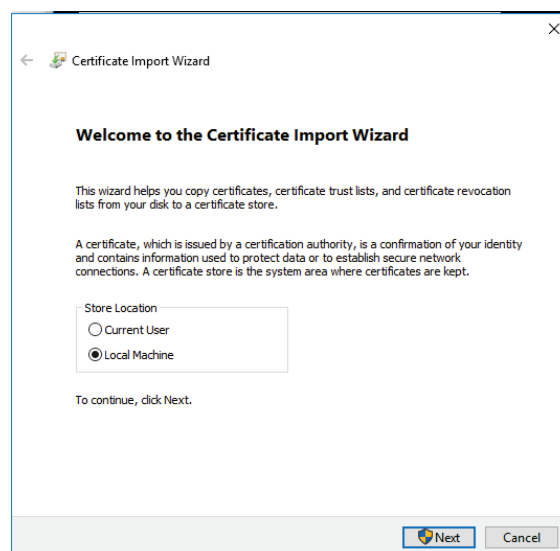 Certificate Import Wizard
Welcome to the Certificate Import Wizard
This wizard helps you copy certificates, certificate trust lists, and certificate revocation
lists from your disk to a certificate store.
A certificate, which is issued by a certification authority, is a confirmation of your identity
and contains information used to protect data or to establish secure network
connections. A certificate store is the system area where certificates are kept.
Store Location
Current User
Local Machine
To continue, click Next.
Next
Cancel